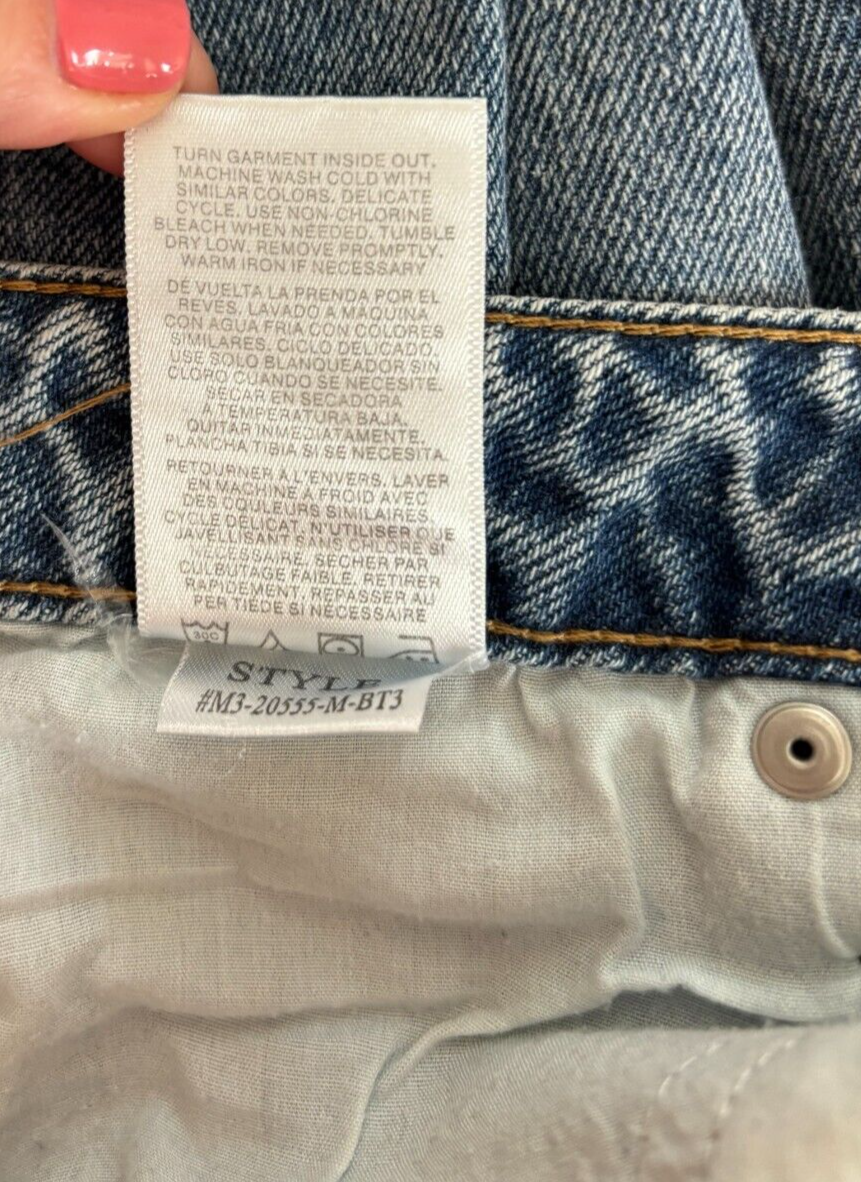 TURN GARMENT INSIDE OUT.
MACHINE WASH COLD WITH
SIMILAR COLORS. DELICATE
CYCLE. USE NON-CHLORINE
BLEACH WHEN NEEDED. TUMBLE
DRY LOW. REMOVE PROMPTLY.
WARM IRON IF NECESSARY
DE VUELTA LA PRENDA POR EL
REVES. LAVADO A MAQUINA
CON AGUA FRIA CON COLORES
SIMILARES. CICLO DELICADO.
USE SOLO BLANQUEADOR SIN
CLORO CUANDO SE NECESITE.
SECAR EN SECADORA
A TEMPERATURA BAJA.
QUITAR INMEDIATAMENTE.
PLANCHA TIBIA SI SE NECESITA.
RETOURNER À L'ENVERS. LAVER
EN MACHINE À FROID AVEC
DES COULEURS SIMILAIRES
CYCLE DÉLICAT. N'UTILISER QUE
JAVELLISANT SANS CHLORE SI
NÉCESSAIRE. SÉCHER PAR
CULBUTAGE FAIBLE. RETIRER
RAPIDEMENT. REPASSER AU
PER TIEDE SI NÉCESSAIRE
30C
STYLE
#M3-20555-M-BT3